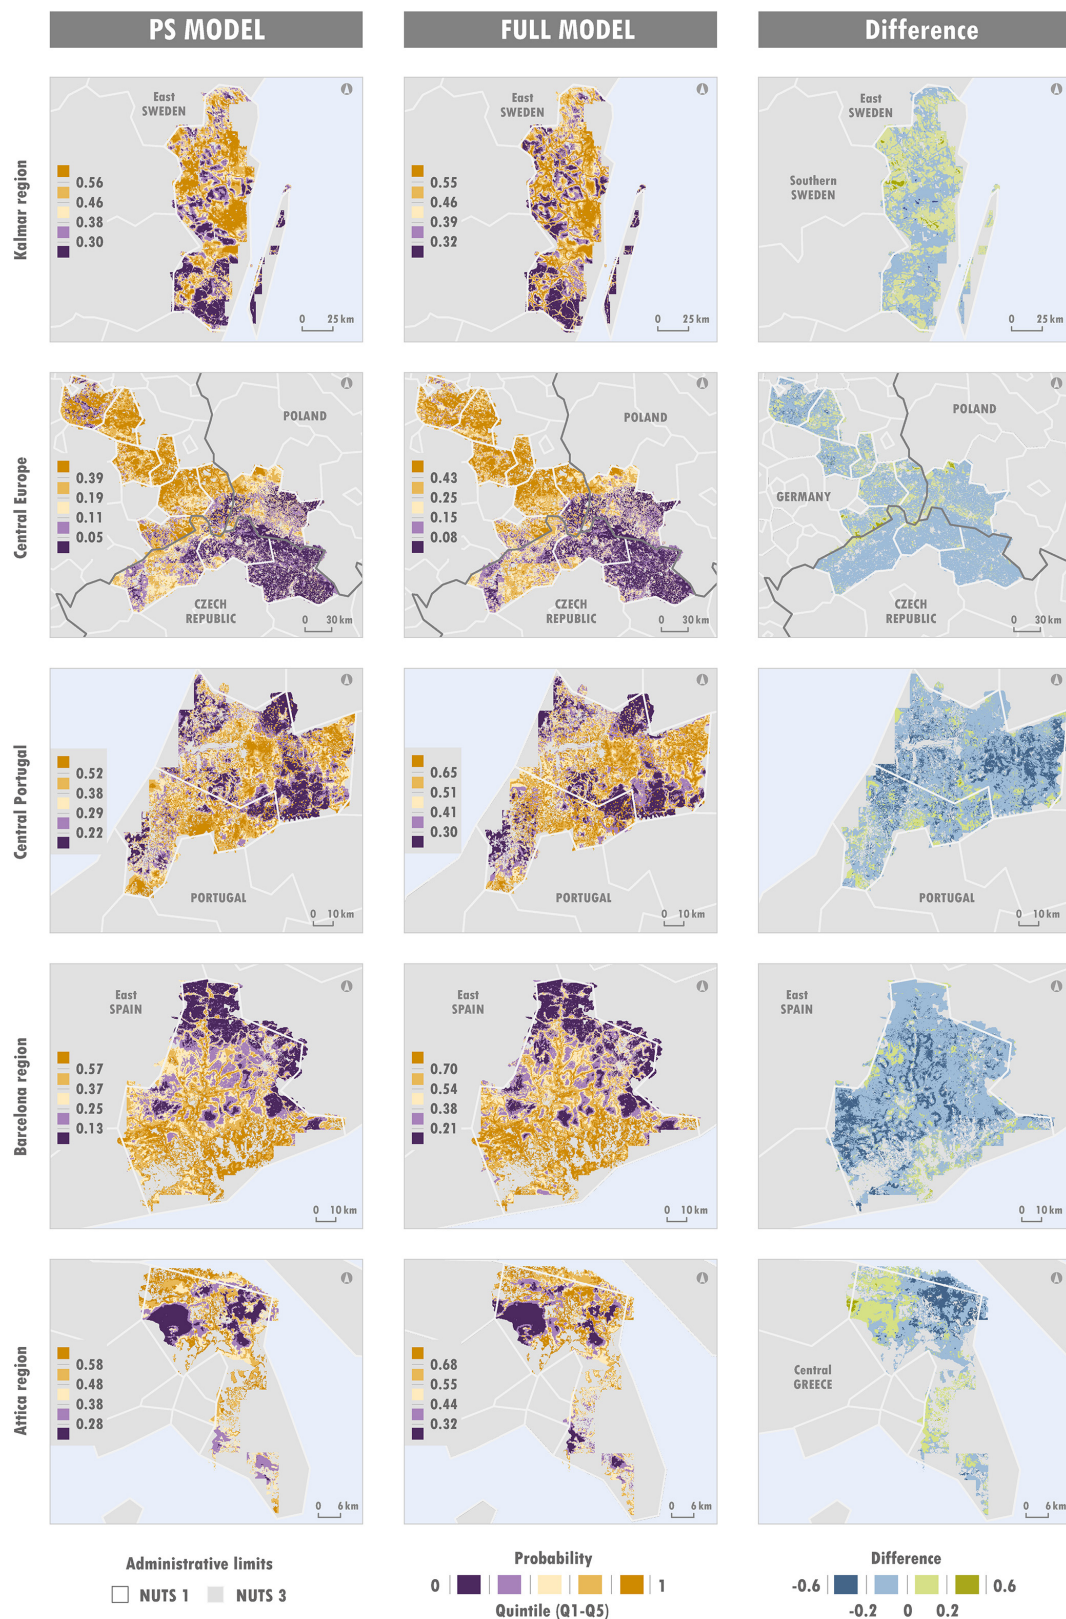 PS MODEL
FULL MODEL
Difference
Kalmar region
East
SWEDEN
0.56
0.46
0.38
0.30
0 25 km
East
SWEDEN
0.55
0.46
0.39
0.32
0 25 km
East
SWEDEN
Southern
SWEDEN
0 25 km
Central Europe
POLAND
0.39
0.19
0.11
0.05
CZECH
REPUBLIC
0 30 km
POLAND
0.43
0.25
0.15
0.08
CZECH
REPUBLIC
0 30 km
POLAND
GERMANY
CZECH
REPUBLIC
0 30 km
Central Portugal
0.52
0.38
0.29
0.22
PORTUGAL
0 10 km
0.65
0.51
0.41
0.30
PORTUGAL
0 10 km
PORTUGAL
0 10 km
Barcelona region
East
SPAIN
0.57
0.37
0.25
0.13
0 10 km
East
SPAIN
0.70
0.54
0.38
0.21
0 10 km
East
SPAIN
0 10 km
Attica region
0.58
0.48
0.38
0.28
0 6 km
0.68
0.55
0.44
0.32
0 6 km
Central
GREECE
0 6 km
Administrative limits
NUTS 1 NUTS 3
Probability
0 1
Quintile (Q1-Q5)
Difference
-0.6 0.6
-0.2 0 0.2